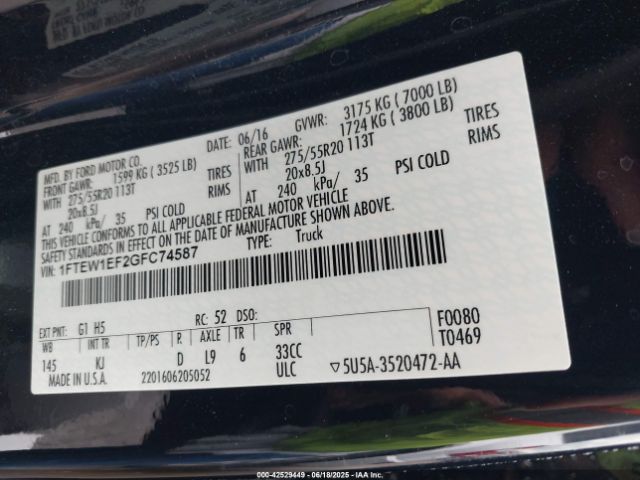 MFD. BY FORD MOTOR CO.
DATE: 06/16 GVWR: 3175 KG ( 7000 LB)
FRONT GAWR: 1599 KG ( 3525 LB) REAR GAWR: 1724 KG ( 3800 LB)
WITH 275/55R20 113T TIRES WITH 275/55R20 113T TIRES
20x8.5J RIMS 20x8.5J RIMS
AT 240 kPa/ 35 PSI COLD AT 240 kPa/ 35 PSI COLD
THIS VEHICLE CONFORMS TO ALL APPLICABLE FEDERAL MOTOR VEHICLE
SAFETY STANDARDS IN EFFECT ON THE DATE OF MANUFACTURE SHOWN ABOVE.
VIN: 1FTEW1EF2GFC74587 TYPE: Truck
EXT PNT: G1 H5 RC: 52 DSO: F0080
WB INT TR TP/PS R AXLE TR SPR T0469
145 KJ D L9 6 33CC
ULC ▽5U5A-3520472-AA
MADE IN U.S.A. 2201606205052
000-42529449 - 06/18/2025 - IAA Inc.